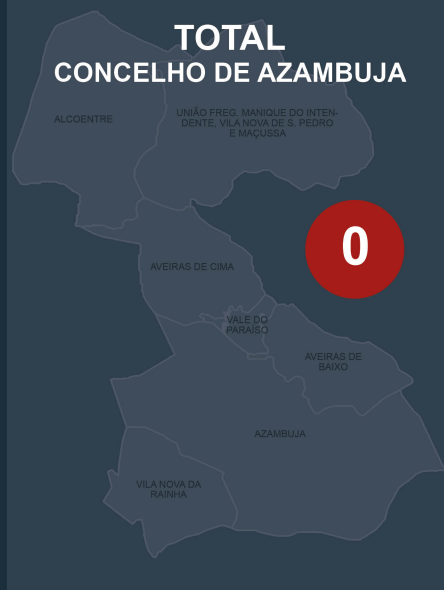 TOTAL
CONCELHO DE AZAMBUJA
ALCOENTRE
UNIÃO FREG. MANIQUE DO INTEN-
DENTE, VILA NOVA DE S. PEDRO
E MAÇUSSA
0
AVEIRAS DE CIMA
VALE DO
PARAÍSO
AVEIRAS DE
BAIXO
AZAMBUJA
VILA NOVA DA
RAINHA